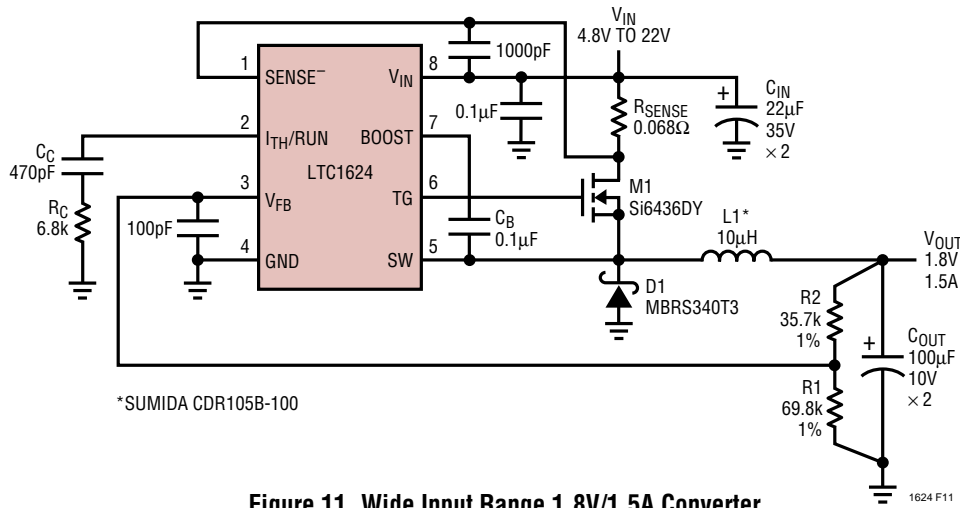 V_IN
4.8V TO 22V
1000pF
1
SENSE⁻
V_IN
8
0.1µF
R_SENSE
0.068Ω
+
C_IN
22µF
35V
× 2
2
I_TH/RUN
BOOST
7
C_C
470pF
LTC1624
3
V_FB
TG
6
M1
Si6436DY
R_C
6.8k
100pF
C_B
0.1µF
L1*
10µH
4
GND
SW
5
V_OUT
1.8V
1.5A
D1
MBRS340T3
R2
35.7k
1%
+
C_OUT
100µF
10V
× 2
R1
69.8k
1%
*SUMIDA CDR105B-100
1624 F11
Figure 11. Wide Input Range 1.8V/1.5A Converter